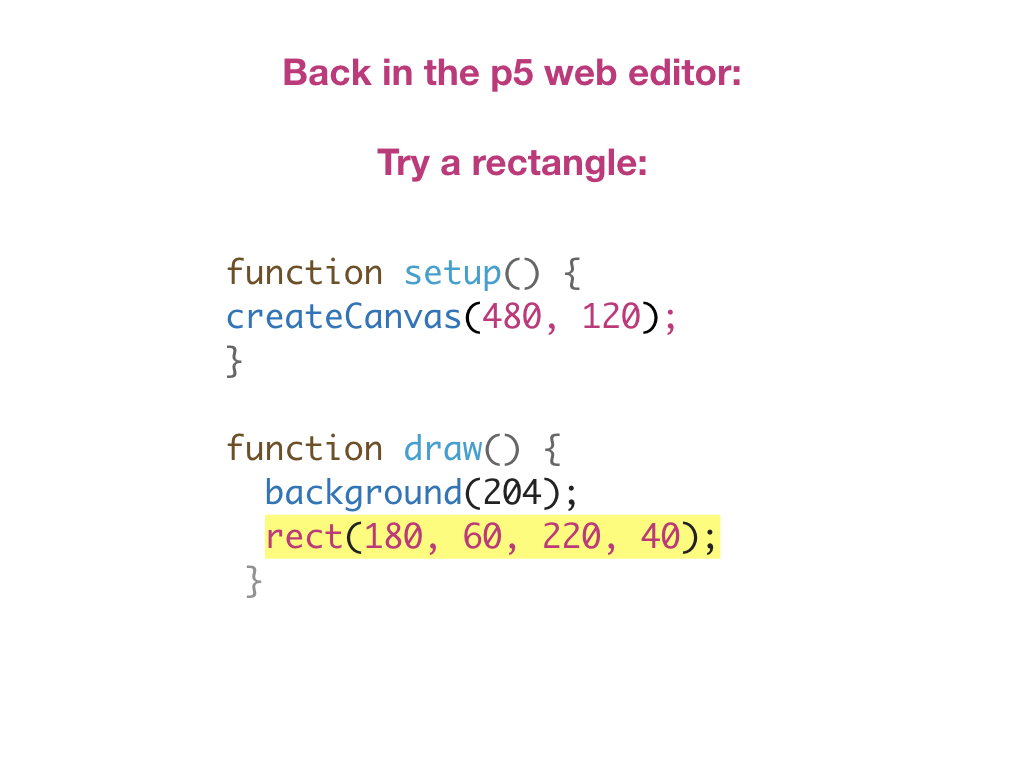 Back in the p5 web editor:
Try a rectangle:
function setup() {
createCanvas(480, 120);
}
function draw() {
  background(204);
  rect(180, 60, 220, 40);
 }